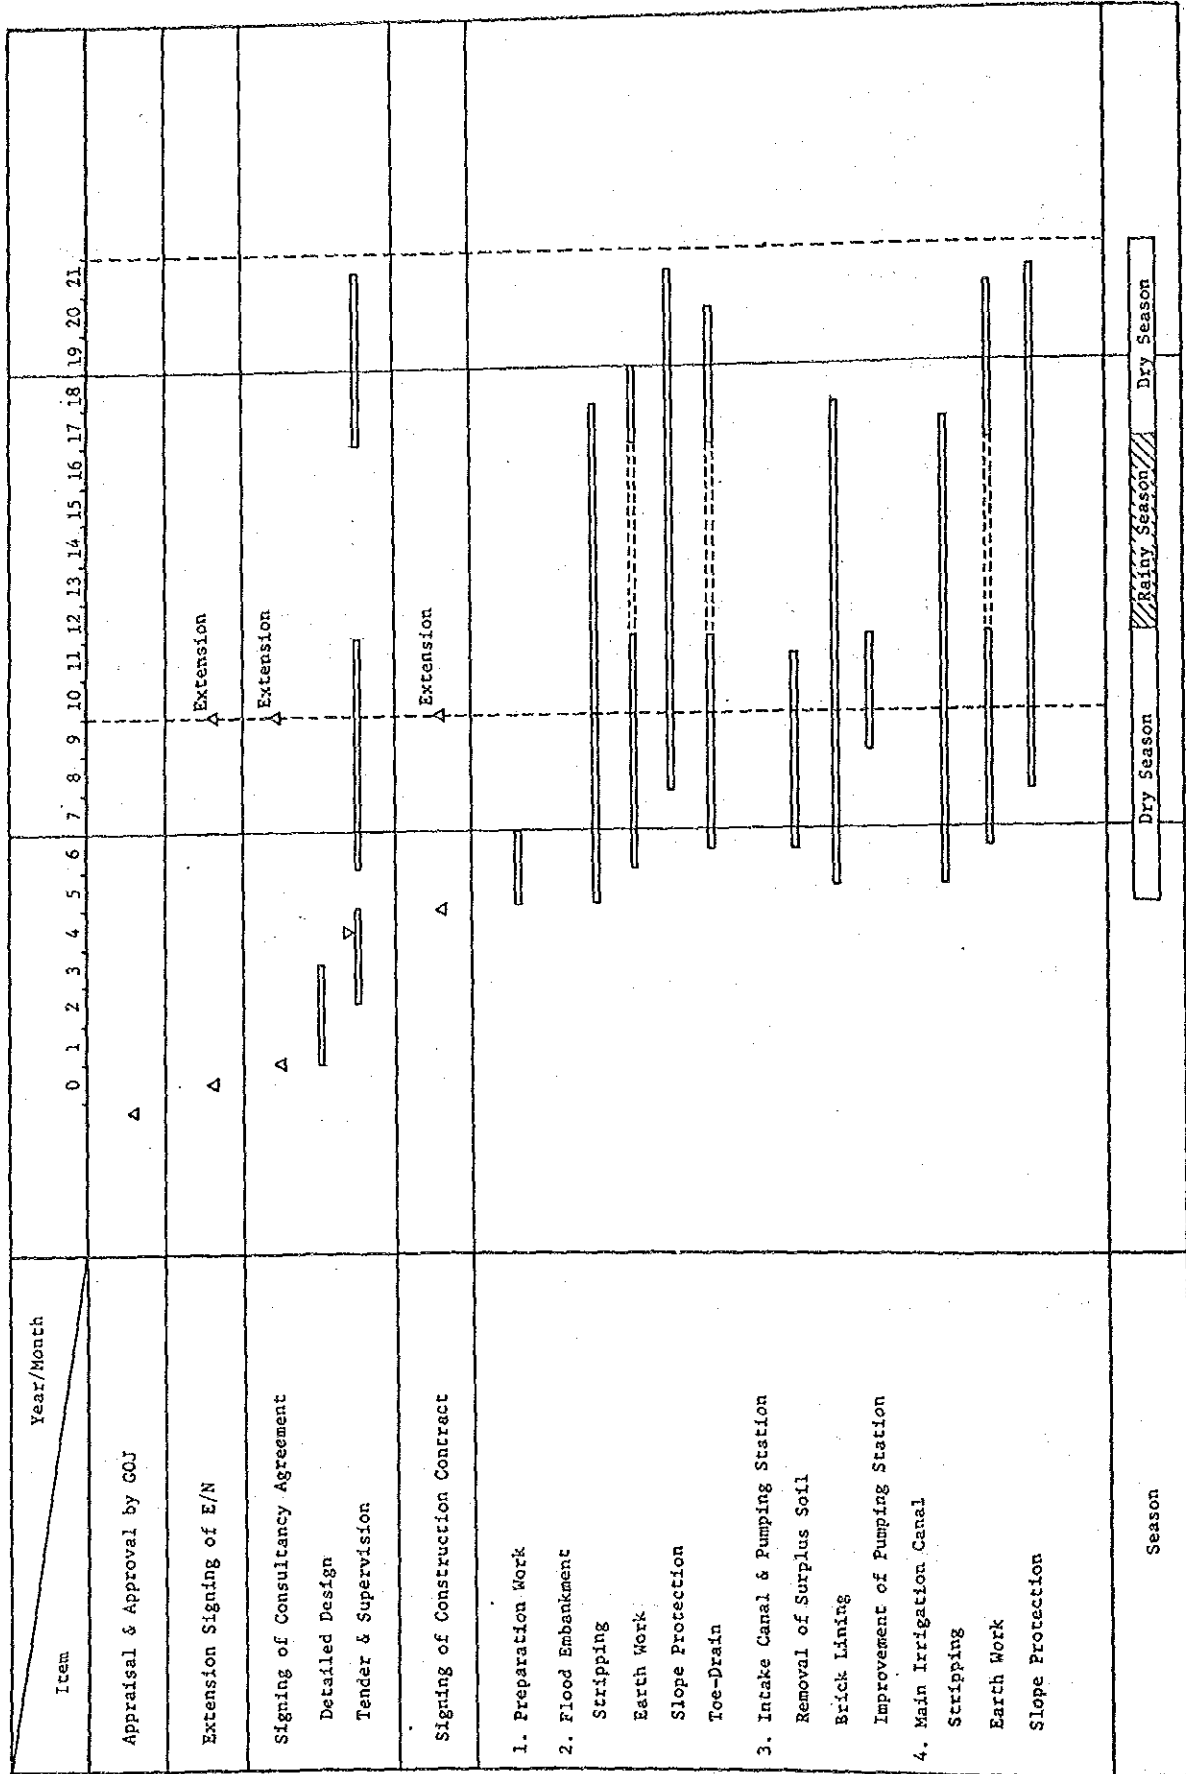 Year/Month
Item
0 1 2 3 4 5 6 7 8 9 10 11 12 13 14 15 16 17 18 19 20 21
Appraisal & Approval by GOJ
Extension Signing of E/N
Extension
Signing of Consultancy Agreement
Extension
Detailed Design
Tender & Supervision
Signing of Construction Contract
Extension
1. Preparation Work
2. Flood Embankment
Stripping
Earth Work
Slope Protection
Toe-Drain
3. Intake Canal & Pumping Station
Removal of Surplus Soil
Brick Lining
Improvement of Pumping Station
4. Main Irrigation Canal
Stripping
Earth Work
Slope Protection
Season
Dry Season
Rainy Season
Dry Season